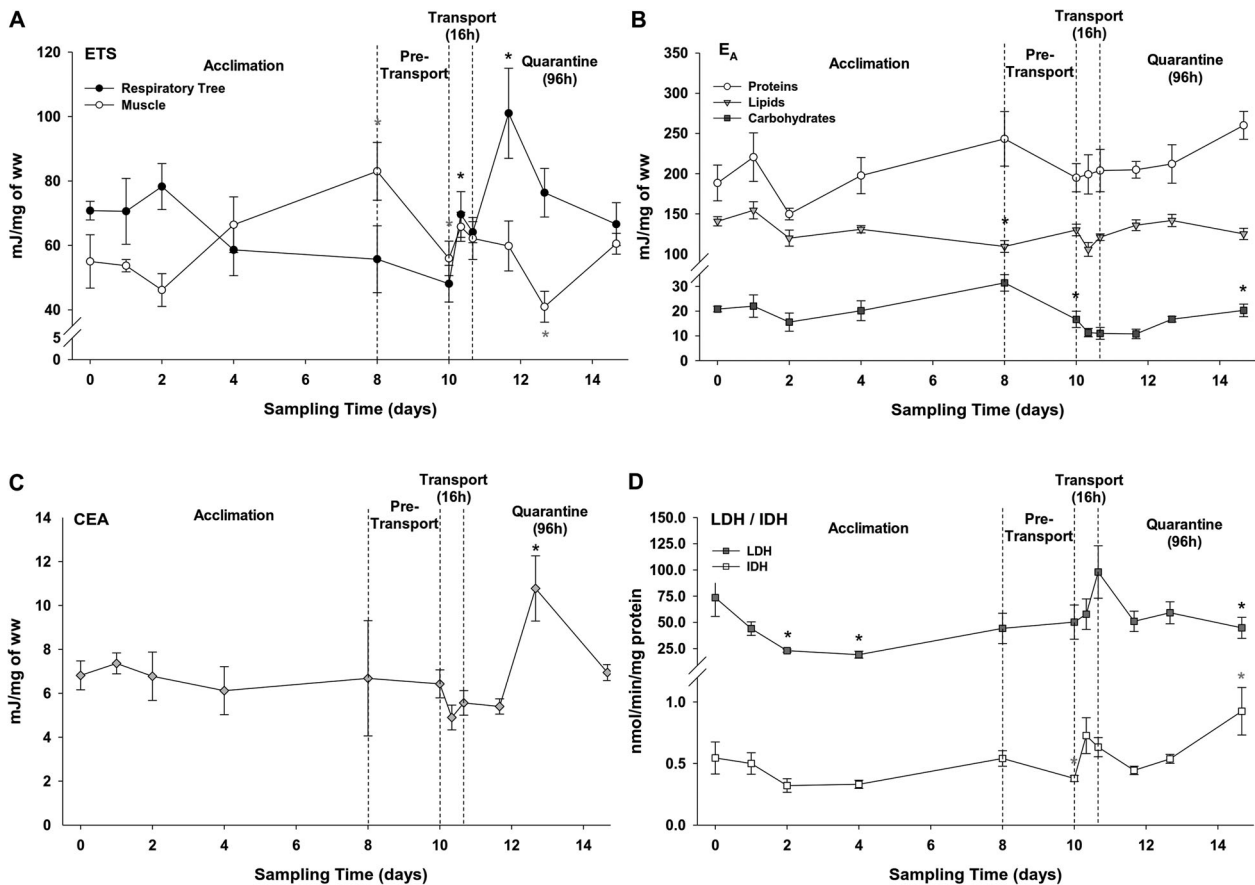 A
ETS
Respiratory Tree
Muscle
Acclimation
Pre-
Transport
Transport
(16h)
Quarantine
(96h)
*
*
*
*
*
120
100
80
60
40
5
0
mJ/mg of ww
0 2 4 6 8 10 12 14
Sampling Time (days)
B
EA
Proteins
Lipids
Carbohydrates
Acclimation
Pre-
Transport
Transport
(16h)
Quarantine
(96h)
*
*
*
350
300
250
200
150
100
30
20
10
0
mJ/mg of ww
0 2 4 6 8 10 12 14
Sampling Time (days)
C
CEA
Acclimation
Pre-
Transport
Transport
(16h)
Quarantine
(96h)
*
14
12
10
8
6
4
2
0
mJ/mg of ww
0 2 4 6 8 10 12 14
Sampling Time (days)
D
LDH / IDH
LDH
IDH
Acclimation
Pre-
Transport
Transport
(16h)
Quarantine
(96h)
*
*
*
*
*
150.0
125.0
100.0
75.0
50.0
25.0
1.0
0.5
0.0
nmol/min/mg protein
0 2 4 6 8 10 12 14
Sampling Time (days)